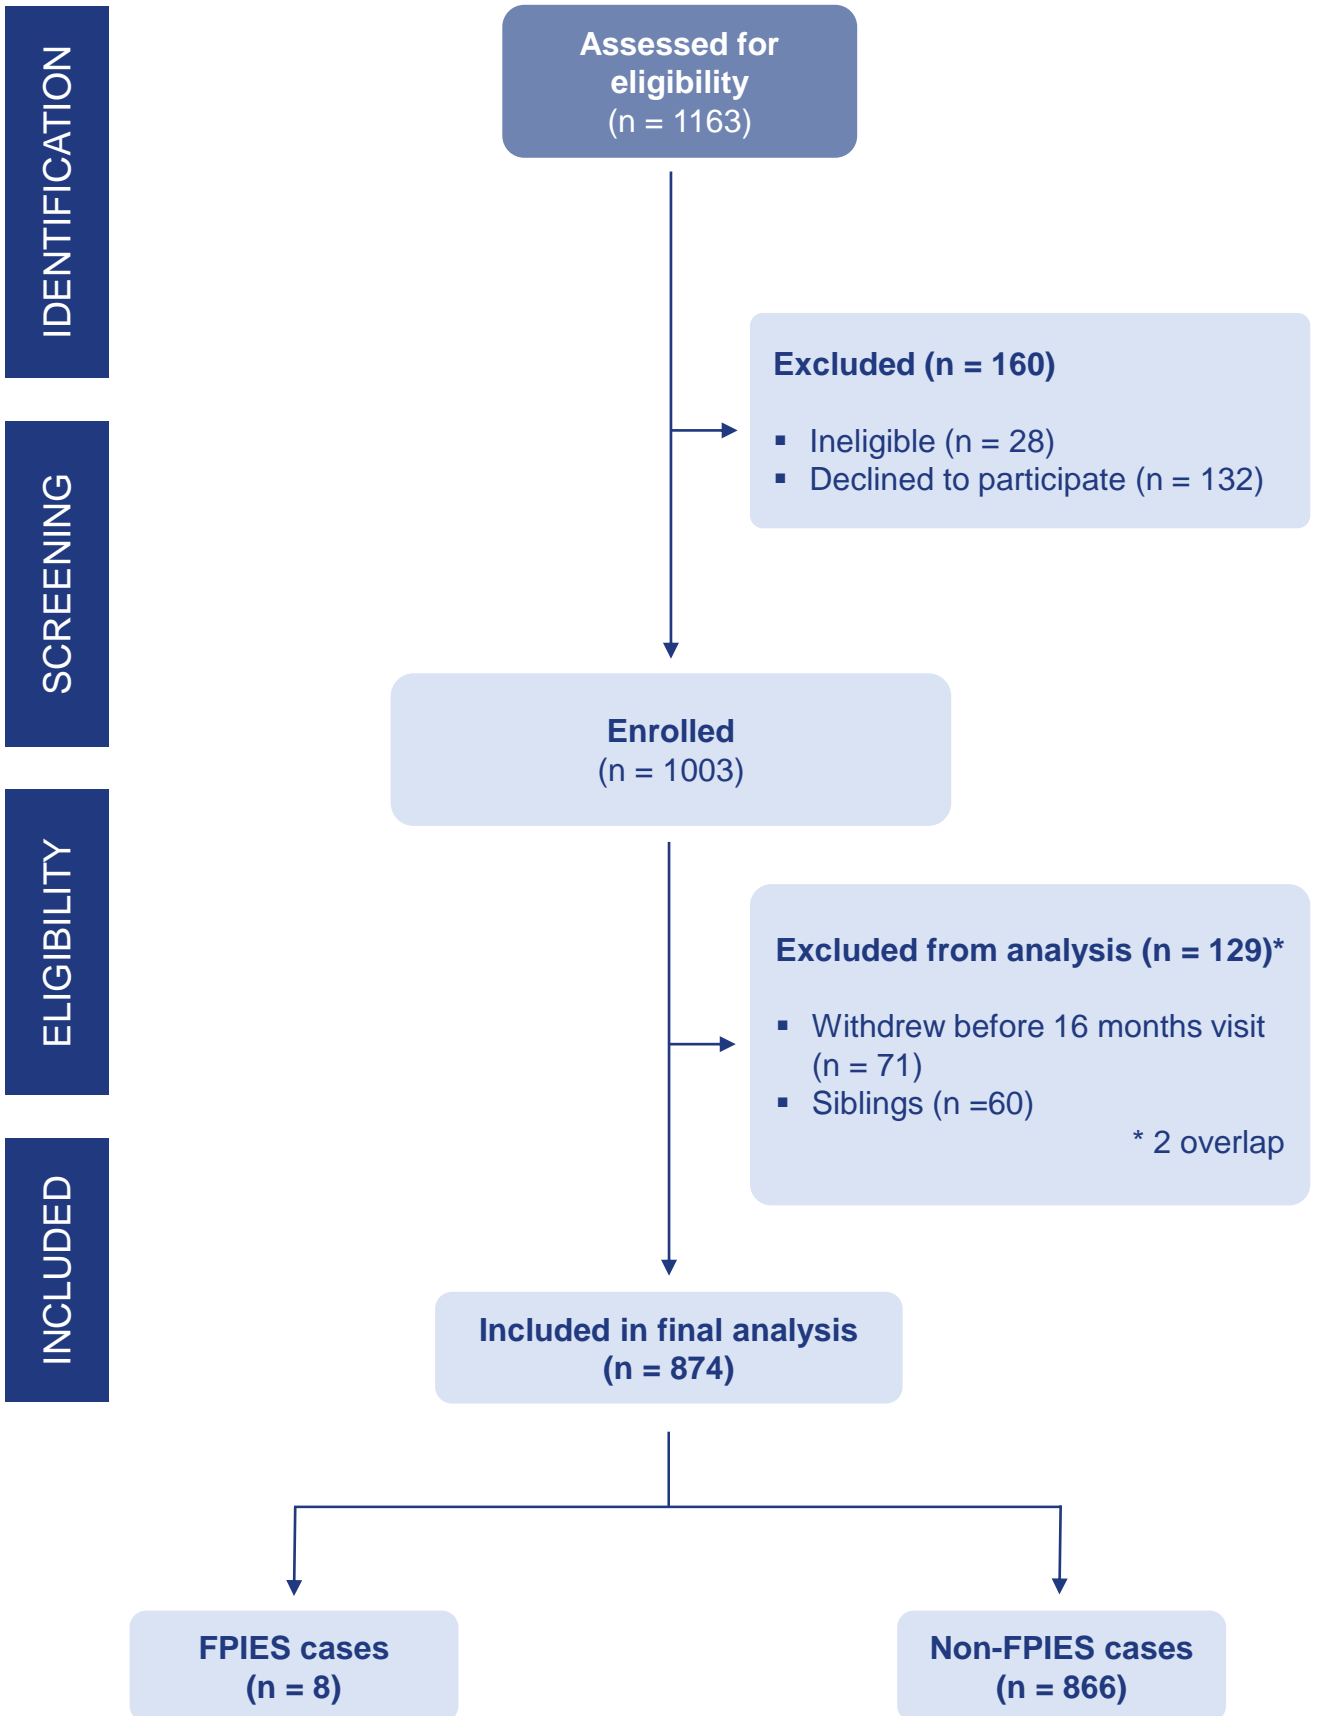 IDENTIFICATION
Assessed for
eligibility
(n = 1163)
Excluded (n = 160)
▪ Ineligible (n = 28)
▪ Declined to participate (n = 132)
SCREENING
Enrolled
(n = 1003)
ELIGIBILITY
Excluded from analysis (n = 129)*
▪ Withdrew before 16 months visit
(n = 71)
▪ Siblings (n =60)
* 2 overlap
INCLUDED
Included in final analysis
(n = 874)
FPIES cases
(n = 8)
Non-FPIES cases
(n = 866)